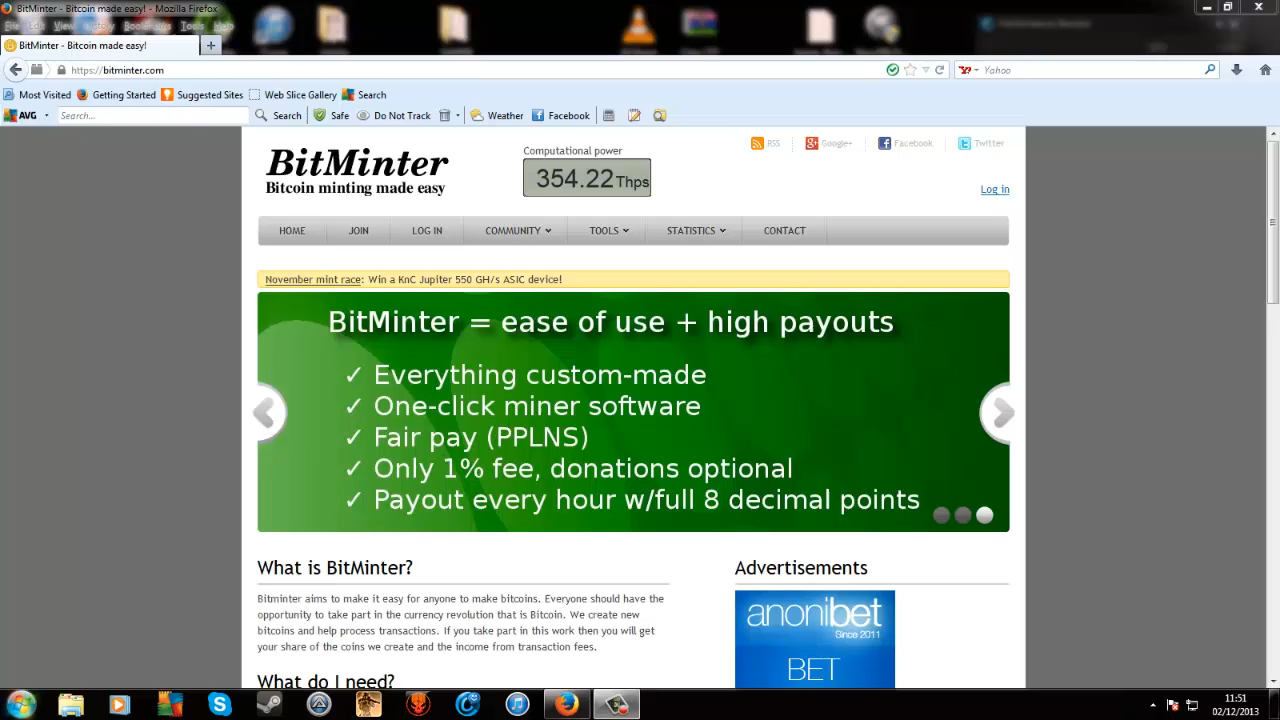 BitMinter - Bitcoin made easy! - Mozilla Firefox
File Edit View History Bookmarks Tools Help
BitMinter - Bitcoin made easy!
https://bitminter.com
Yahoo
Most Visited Getting Started Suggested Sites Web Slice Gallery Search
AVG Search... Search Safe Do Not Track Weather Facebook
BitMinter
Bitcoin minting made easy
Computational power
354.22Thps
RSS Google+ Facebook Twitter
Log in
HOME JOIN LOG IN COMMUNITY TOOLS STATISTICS CONTACT
November mint race: Win a KnC Jupiter 550 GH/s ASIC device!
BitMinter = ease of use + high payouts
✓ Everything custom-made
✓ One-click miner software
✓ Fair pay (PPLNS)
✓ Only 1% fee, donations optional
✓ Payout every hour w/full 8 decimal points
What is BitMinter?
Bitminter aims to make it easy for anyone to make bitcoins. Everyone should have the
opportunity to take part in the currency revolution that is Bitcoin. We create new
bitcoins and help process transactions. If you take part in this work then you will get
your share of the coins we create and the income from transaction fees.
What do I need?
Advertisements
anonibet
Since 2011
BET
11:51
02/12/2013